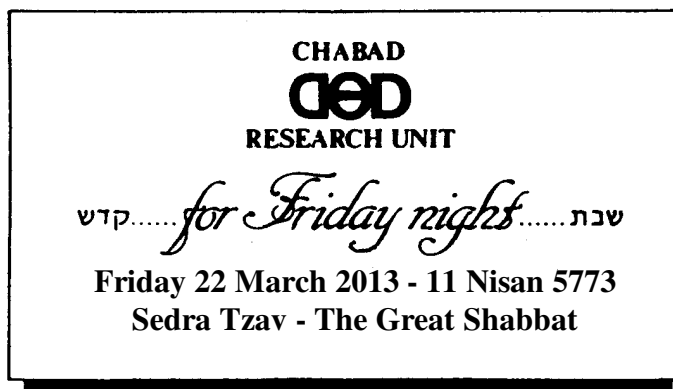 CHABAD
RESEARCH UNIT
קדש......for Friday night......שבת
Friday 22 March 2013 - 11 Nisan 5773
Sedra Tzav - The Great Shabbat